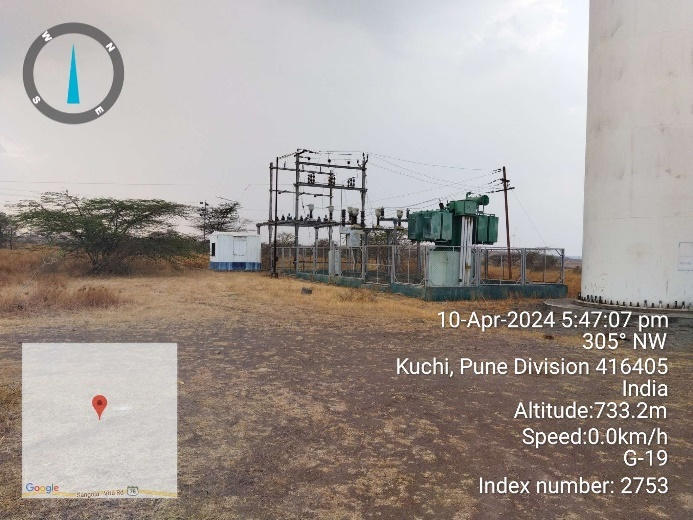 W
N
S
E
10-Apr-2024 5:47:07 pm
305° NW
Kuchi, Pune Division 416405
India
Altitude:733.2m
Speed:0.0km/h
G-19
Index number: 2753
Google